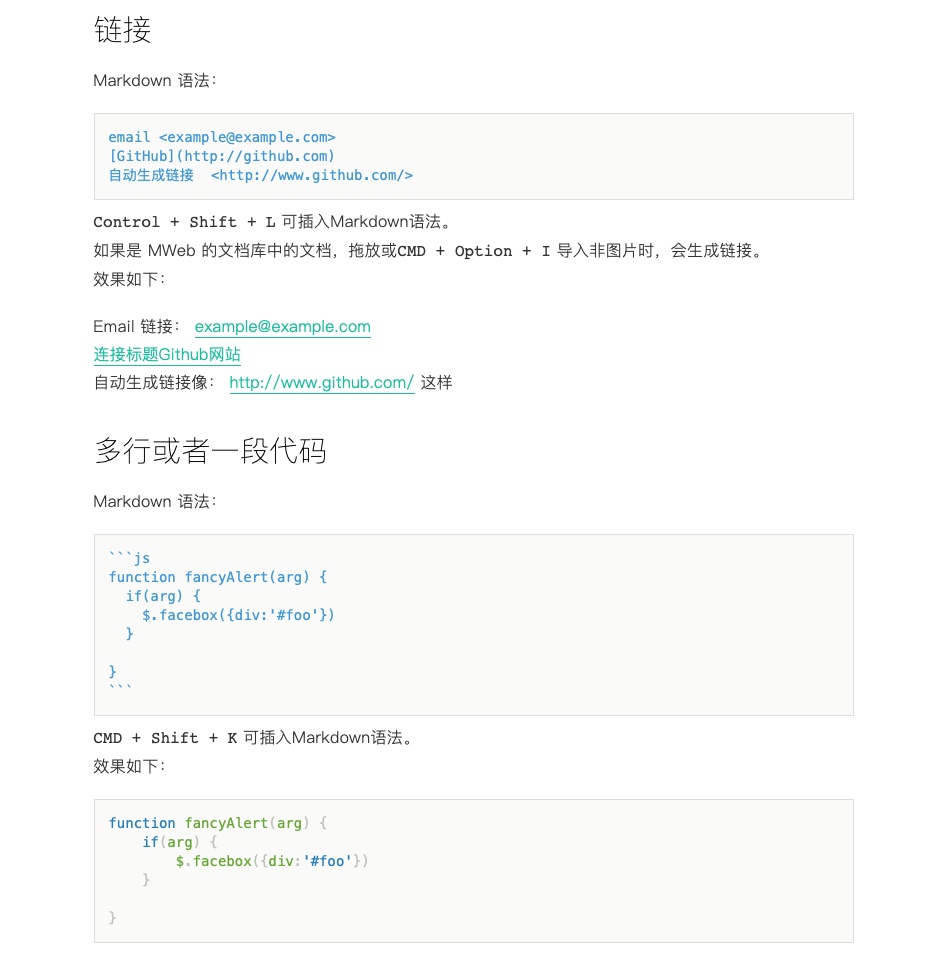 链接
Markdown 语法：
email <example@example.com>
[GitHub](http://github.com)
自动生成链接  <http://www.github.com/>
Control + Shift + L 可插入Markdown语法。
如果是 MWeb 的文档库中的文档，拖放或CMD + Option + I 导入非图片时，会生成链接。
效果如下：
Email 链接： example@example.com
连接标题Github网站
自动生成链接像： http://www.github.com/ 这样
多行或者一段代码
Markdown 语法：
```js
function fancyAlert(arg) {
  if(arg) {
    $.facebox({div:'#foo'})
  }
}
```
CMD + Shift + K 可插入Markdown语法。
效果如下：
function fancyAlert(arg) {
    if(arg) {
        $.facebox({div:'#foo'})
    }
}